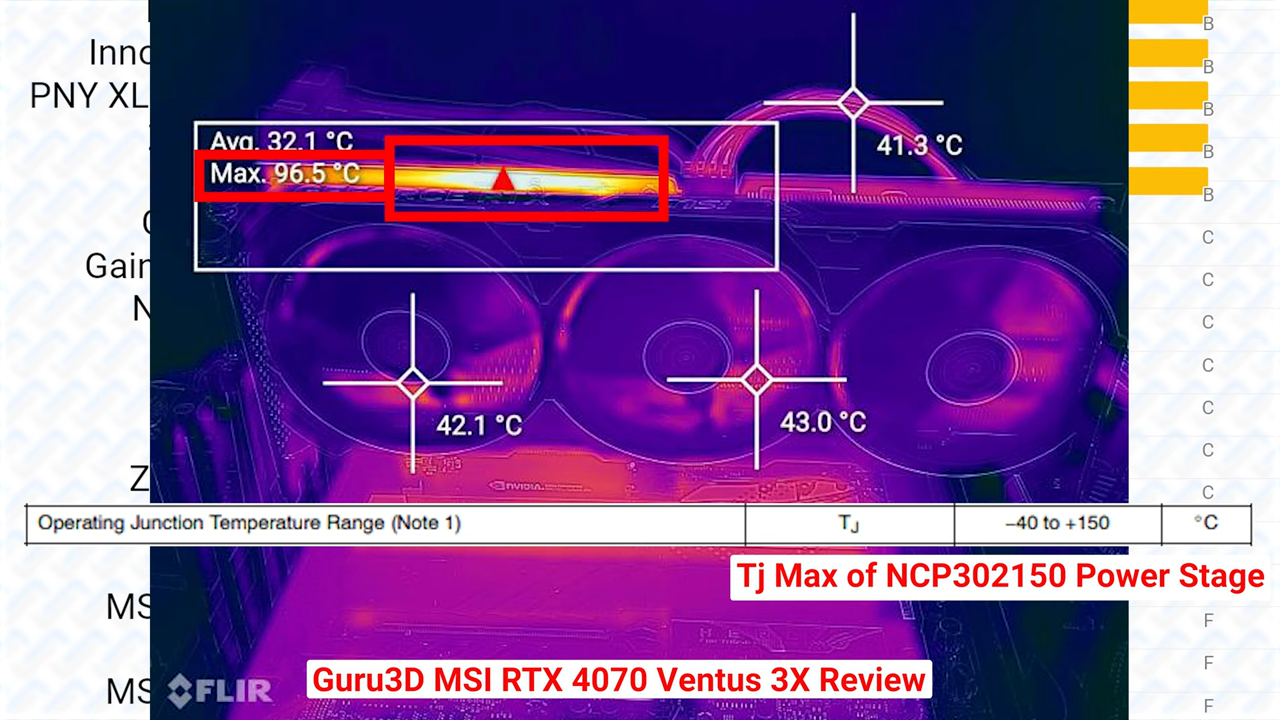 Inno
PNY XL
B
B
B
B
B
Avg. 32.1 °C
Max. 96.5 °C
41.3 °C
Gain
C
C
C
C
C
42.1 °C
43.0 °C
C
Z
NVIDIA
C
Operating Junction Temperature Range (Note 1) TJ –40 to +150 °C
Tj Max of NCP302150 Power Stage
MS
F
F
Guru3D MSI RTX 4070 Ventus 3X Review
MS
FLIR
F